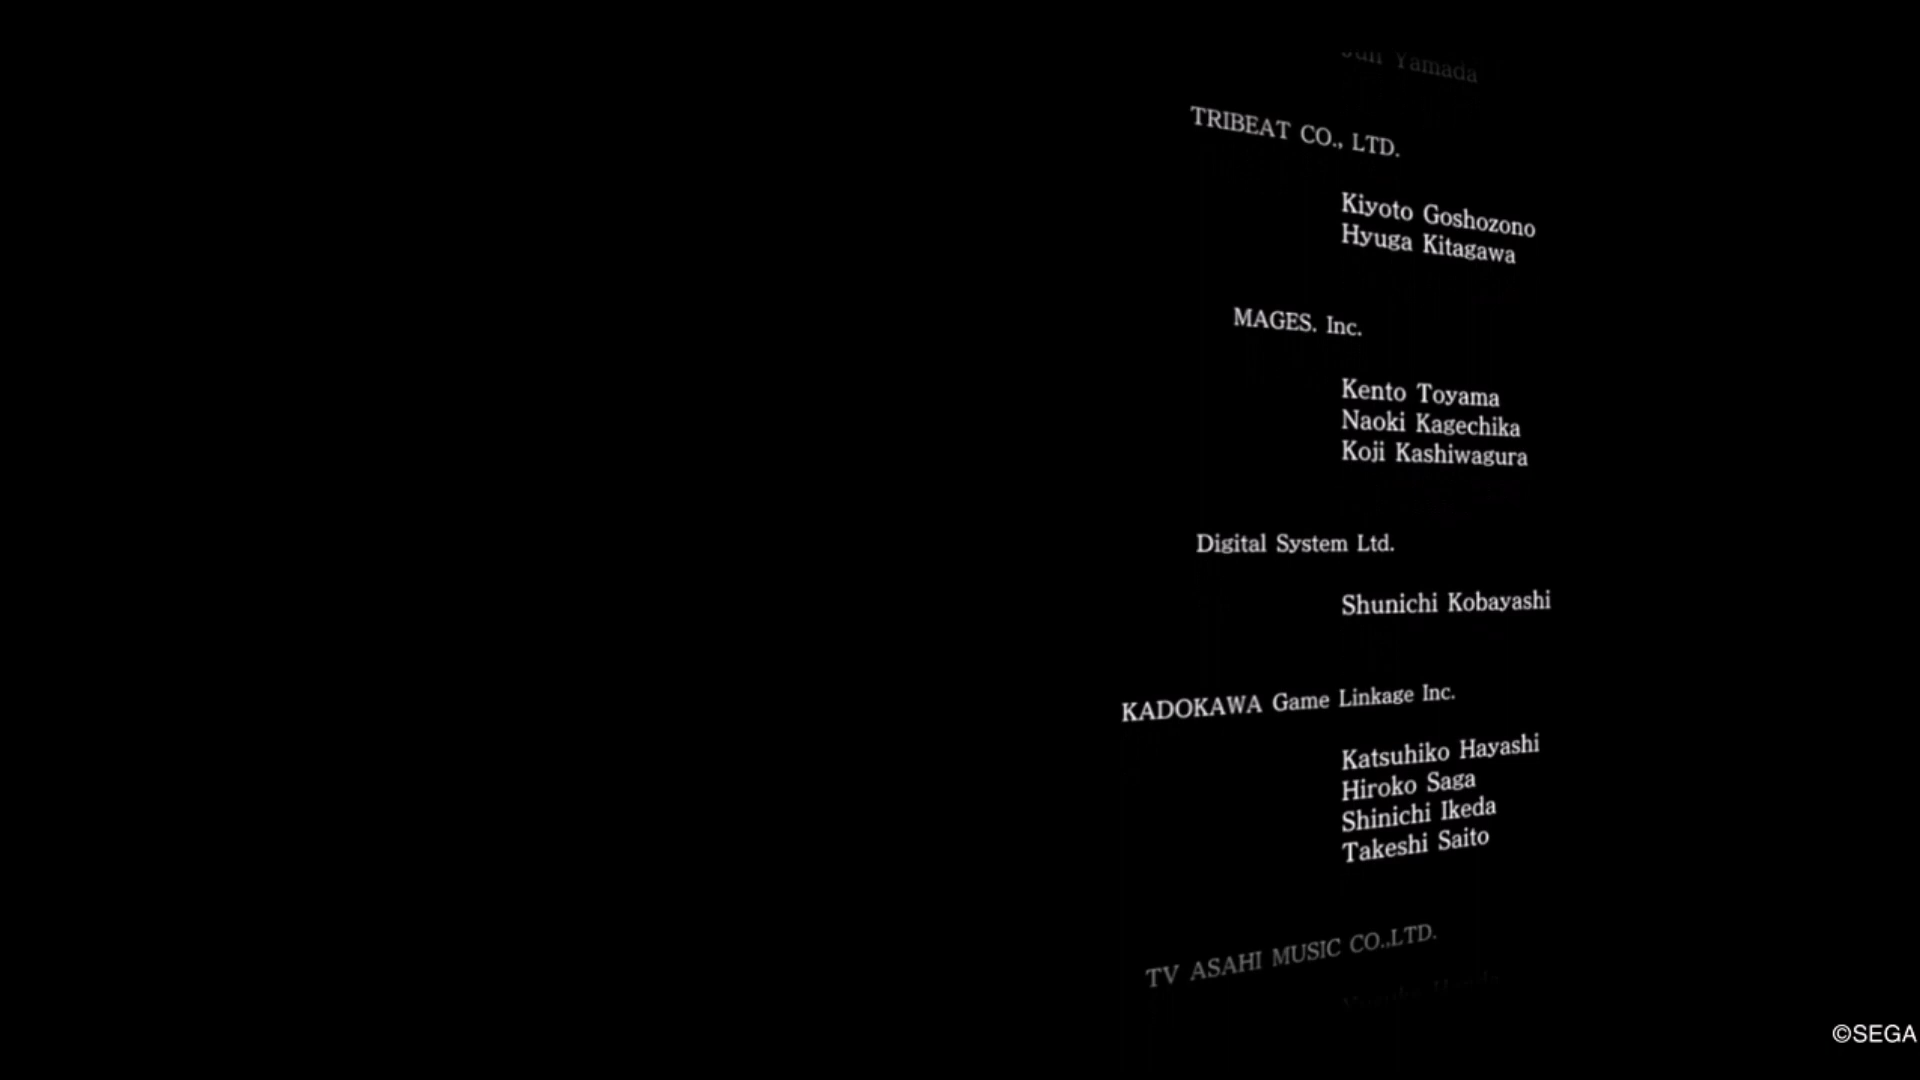 Jun Yamada
TRIBEAT CO., LTD.
Kiyoto Goshozono
Hyuga Kitagawa
MAGES. Inc.
Kento Toyama
Naoki Kagechika
Koji Kashiwagura
Digital System Ltd.
Shunichi Kobayashi
KADOKAWA Game Linkage Inc.
Katsuhiko Hayashi
Hiroko Saga
Shinichi Ikeda
Takeshi Saito
TV ASAHI MUSIC CO.,LTD.
©SEGA